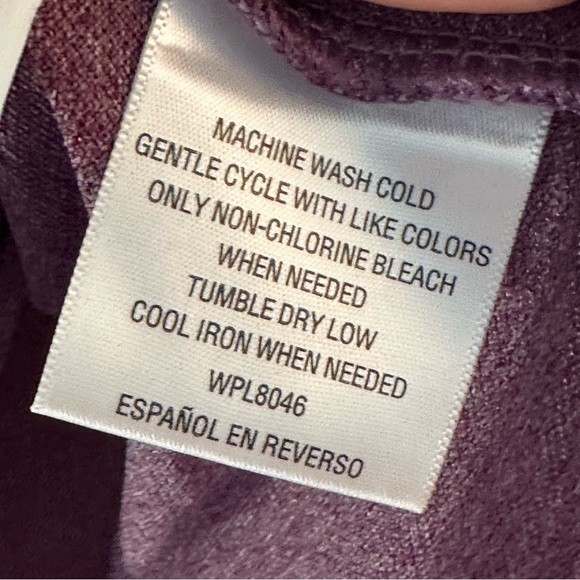 MACHINE WASH COLD
GENTLE CYCLE WITH LIKE COLORS
ONLY NON-CHLORINE BLEACH
WHEN NEEDED
TUMBLE DRY LOW
COOL IRON WHEN NEEDED
WPL8046
ESPAÑOL EN REVERSO